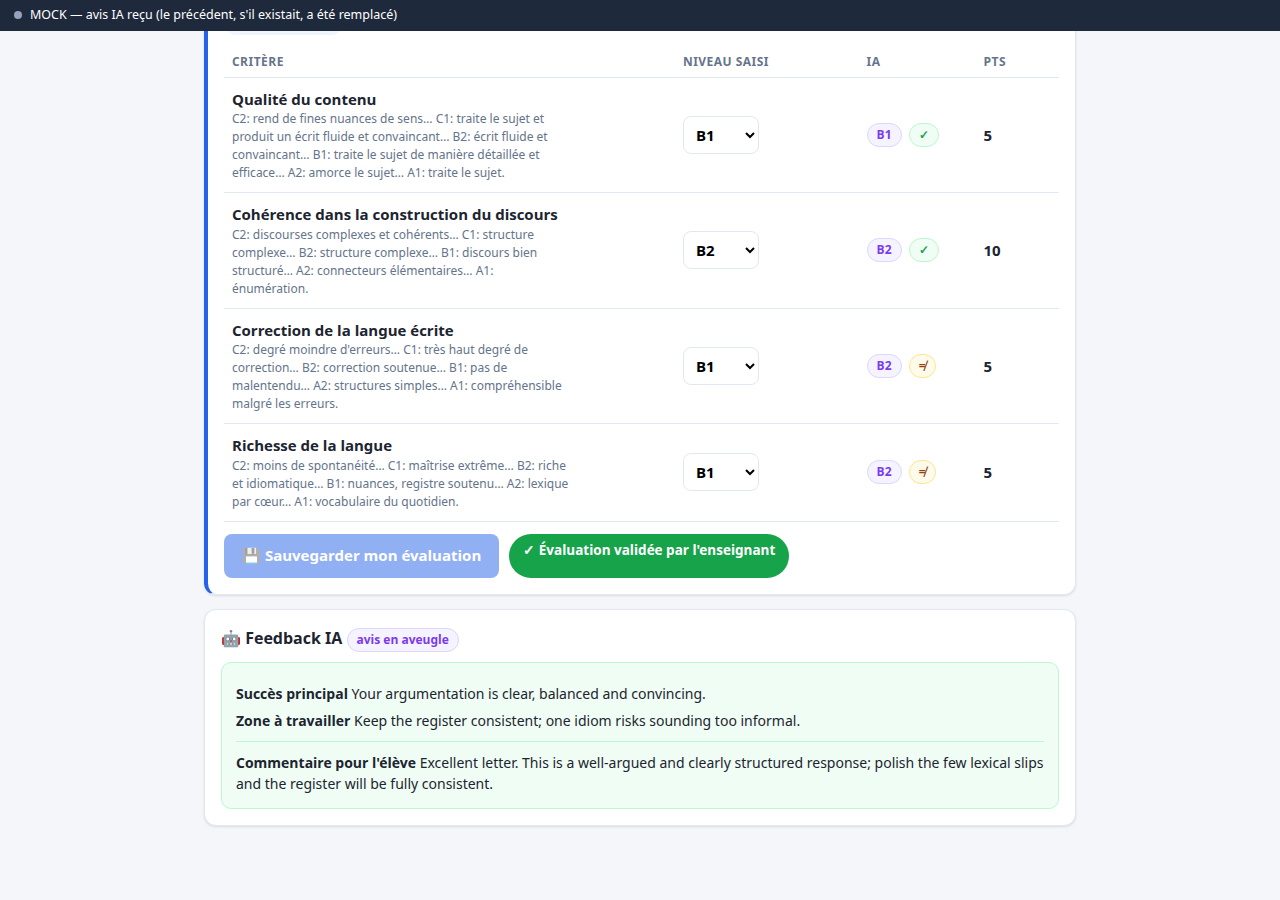 MOCK — avis IA reçu (le précédent, s'il existait, a été remplacé)
CRITÈRE NIVEAU SAISI IA PTS
Qualité du contenu
C2: rend de fines nuances de sens... C1: traite le sujet et
produit un écrit fluide et convaincant... B2: écrit fluide et
convaincant... B1: traite le sujet de manière détaillée et
efficace... A2: amorce le sujet... A1: traite le sujet.
B1 B1 ✓ 5
Cohérence dans la construction du discours
C2: discourses complexes et cohérents... C1: structure
complexe... B2: structure complexe... B1: discours bien
structuré... A2: connecteurs élémentaires... A1:
énumération.
B2 B2 ✓ 10
Correction de la langue écrite
C2: degré moindre d'erreurs... C1: très haut degré de
correction... B2: correction soutenue... B1: pas de
malentendu... A2: structures simples... A1: compréhensible
malgré les erreurs.
B1 B2 ≠ 5
Richesse de la langue
C2: moins de spontanéité... C1: maîtrise extrême... B2: riche
et idiomatique... B1: nuances, registre soutenu... A2: lexique
par cœur... A1: vocabulaire du quotidien.
B1 B2 ≠ 5
💾 Sauvegarder mon évaluation ✓ Évaluation validée par l'enseignant
🤖 Feedback IA avis en aveugle
Succès principal Your argumentation is clear, balanced and convincing.
Zone à travailler Keep the register consistent; one idiom risks sounding too informal.
Commentaire pour l'élève Excellent letter. This is a well-argued and clearly structured response; polish the few lexical slips
and the register will be fully consistent.